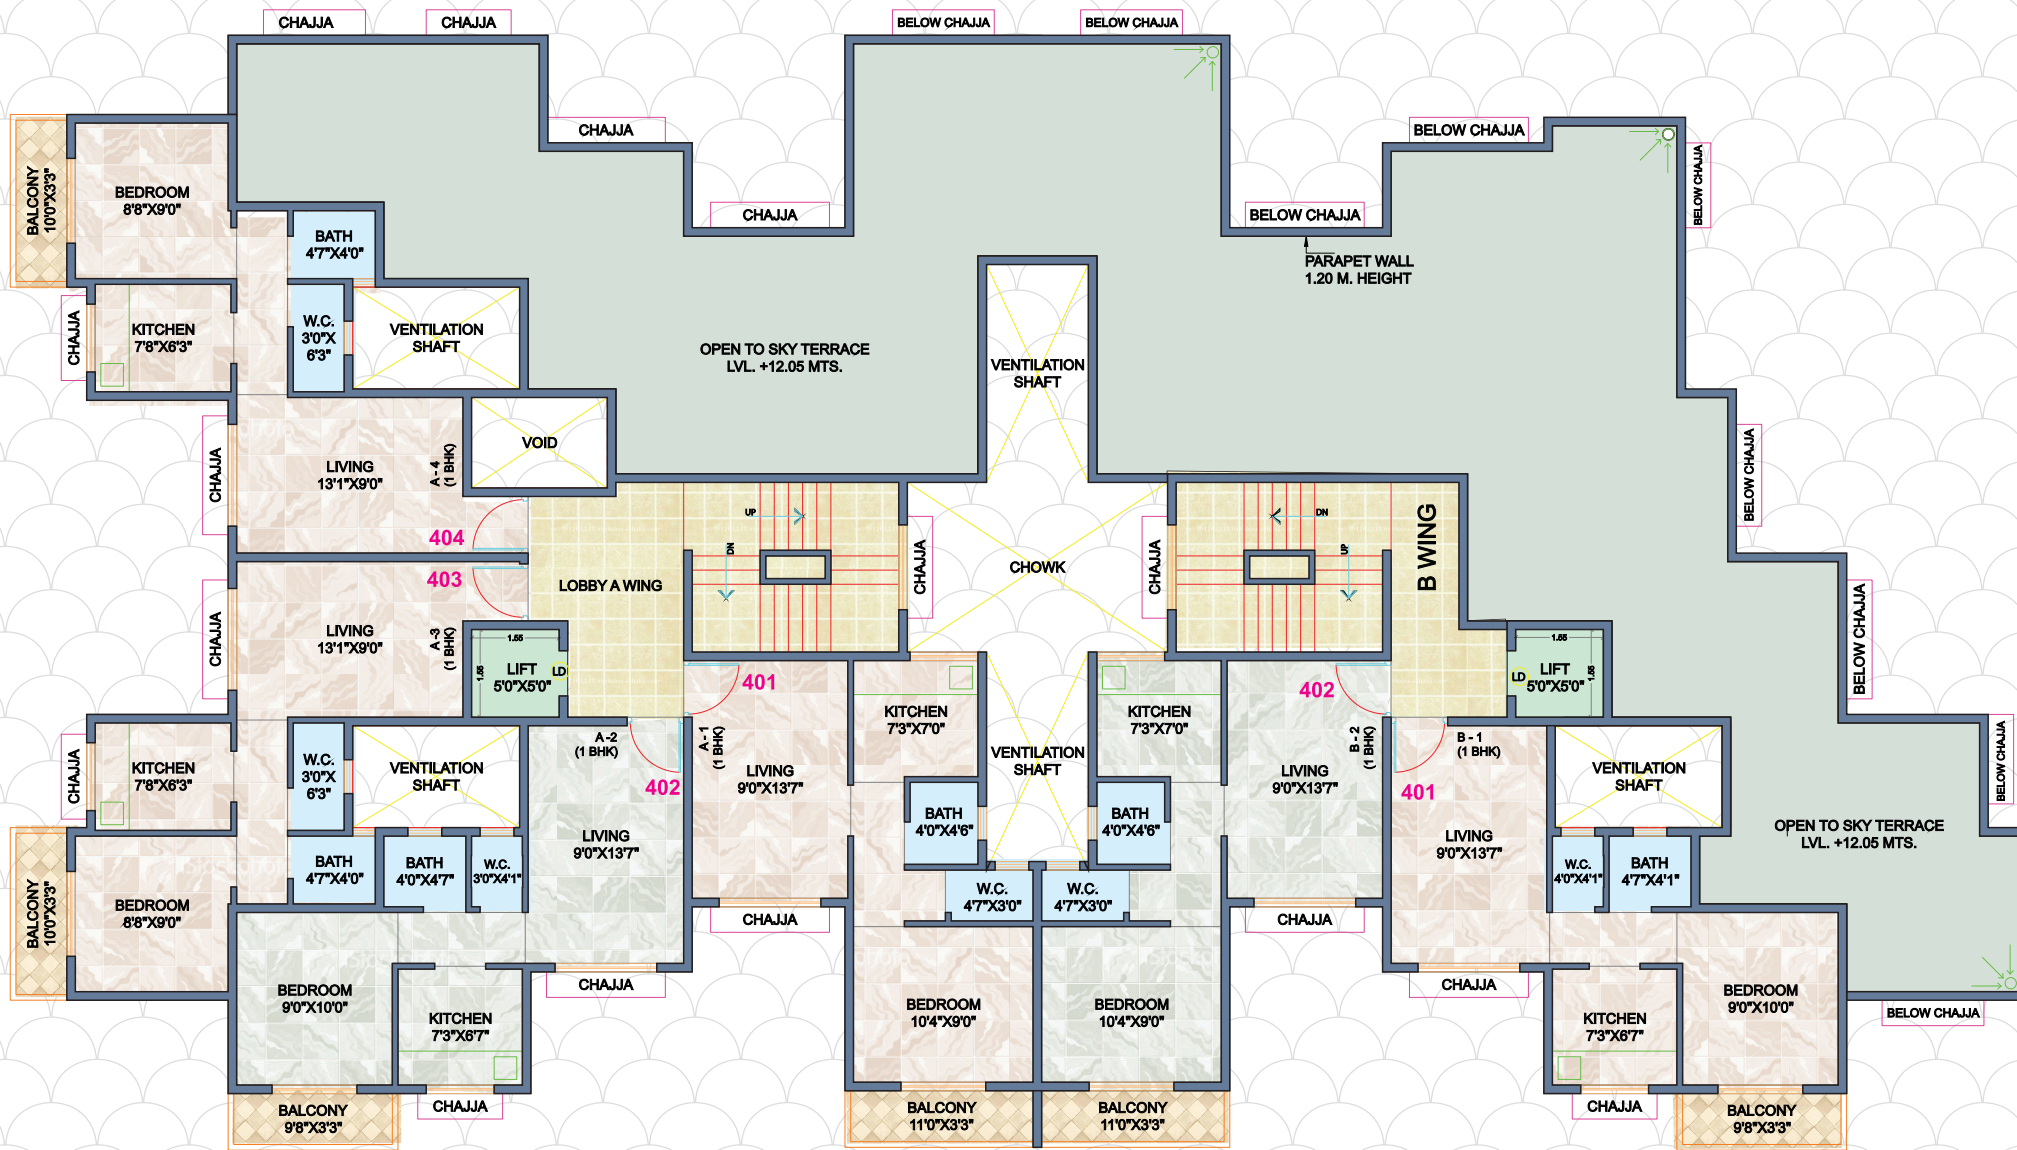 CHAJJA
CHAJJA
BELOW CHAJJA
BELOW CHAJJA
CHAJJA
BELOW CHAJJA
BELOW CHAJJA
BALCONY
10'0"X3'3"
BEDROOM
8'8"X9'0"
BATH
4'7"X4'0"
CHAJJA
BELOW CHAJJA
PARAPET WALL
1.20 M. HEIGHT
CHAJJA
KITCHEN
7'8"X6'3"
W.C.
3'0"X
6'3"
VENTILATION
SHAFT
OPEN TO SKY TERRACE
LVL. +12.05 MTS.
VENTILATION
SHAFT
VOID
CHAJJA
LIVING
13'1"X9'0"
A - 4
(1 BHK)
404
BELOW CHAJJA
UP
DN
DN
UP
B WING
403
LOBBY A WING
CHAJJA
CHOWK
CHAJJA
CHAJJA
LIVING
13'1"X9'0"
A -3
(1 BHK)
1.55
1.55
LIFT
5'0"X5'0"
LD
401
402
LD
1.55
LIFT
5'0"X5'0"
1.55
BELOW CHAJJA
CHAJJA
KITCHEN
7'8"X6'3"
W.C.
3'0"X
6'3"
VENTILATION
SHAFT
A -2
(1 BHK)
402
A - 1
(1 BHK)
LIVING
9'0"X13'7"
KITCHEN
7'3"X7'0"
VENTILATION
SHAFT
KITCHEN
7'3"X7'0"
LIVING
9'0"X13'7"
B - 2
(1 BHK)
B - 1
(1 BHK)
401
VENTILATION
SHAFT
BELOW CHAJJA
BATH
4'0"X4'6"
BATH
4'0"X4'6"
LIVING
9'0"X13'7"
LIVING
9'0"X13'7"
OPEN TO SKY TERRACE
LVL. +12.05 MTS.
BALCONY
10'0"X3'3"
BEDROOM
8'8"X9'0"
BATH
4'7"X4'0"
BATH
4'0"X4'7"
W.C.
3'0"X4'1"
W.C.
4'7"X3'0"
W.C.
4'7"X3'0"
W.C.
4'0"X4'1"
BATH
4'7"X4'1"
CHAJJA
CHAJJA
CHAJJA
CHAJJA
BEDROOM
9'0"X10'0"
KITCHEN
7'3"X6'7"
BEDROOM
10'4"X9'0"
BEDROOM
10'4"X9'0"
KITCHEN
7'3"X6'7"
BEDROOM
9'0"X10'0"
BELOW CHAJJA
BALCONY
9'8"X3'3"
CHAJJA
BALCONY
11'0"X3'3"
BALCONY
11'0"X3'3"
CHAJJA
BALCONY
9'8"X3'3"